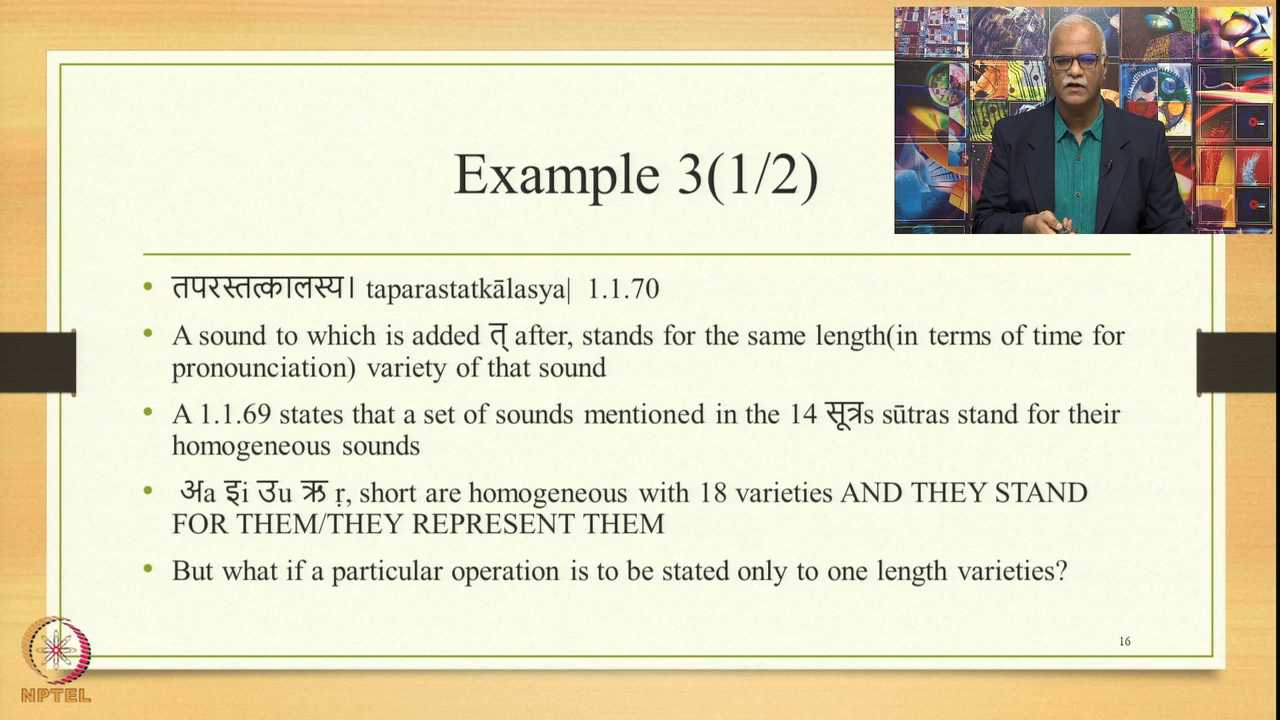 Example 3(1/2)
• तपरस्तत्कालस्य। taparastatkālasya| 1.1.70
• A sound to which is added त् after, stands for the same length(in terms of time for
pronounciation) variety of that sound
• A 1.1.69 states that a set of sounds mentioned in the 14 सूत्रs sūtras stand for their
homogeneous sounds
• अa इi उu ऋ ṛ, short are homogeneous with 18 varieties AND THEY STAND
FOR THEM/THEY REPRESENT THEM
• But what if a particular operation is to be stated only to one length varieties?
16
NPTEL